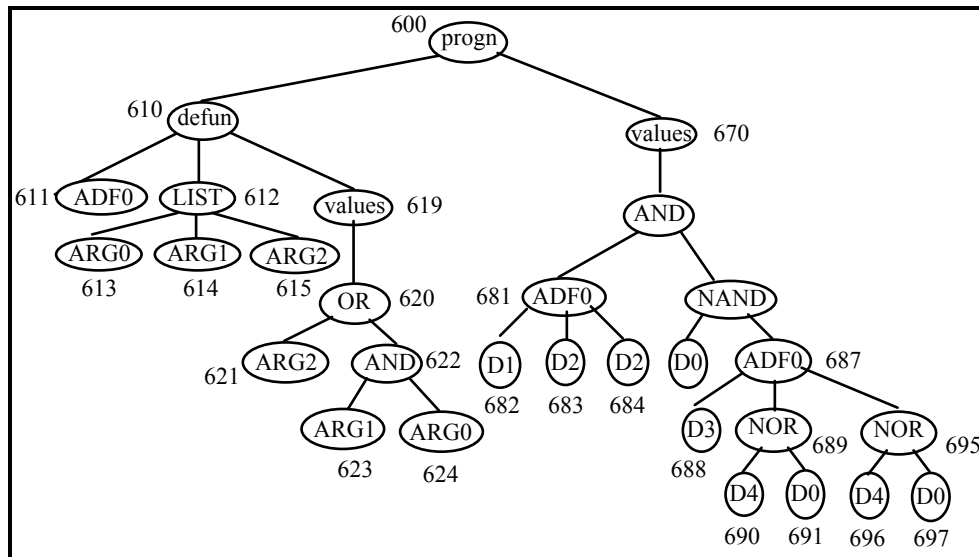 600 progn
610 defun
values 670
611 ADF0 LIST 612 values 619 AND
ARG0 ARG1 ARG2
613 614 615
OR 620 681 ADF0 NAND
ARG2 AND 622 D1 D2 D2 D0 ADF0 687
621 682 683 684
ARG1 ARG0 D3 NOR 689 NOR 695
623 624 688
D4 D0 D4 D0
690 691 696 697